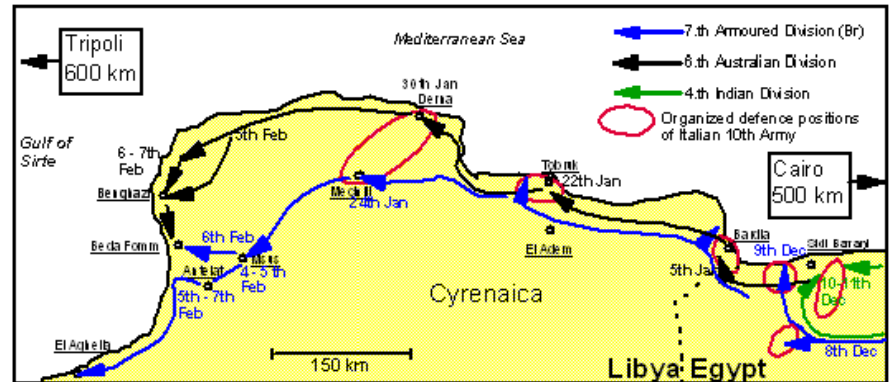 Tripoli
600 km
Mediterranean Sea
7.th Armoured Division (Br)
6.th Australian Division
4.th Indian Division
Organized defence positions
of Italian 10th Army
Gulf of
Sirte
30th Jan
Derna
5th Feb
6 - 7th
Feb
Benghazi
Mechili
24th Jan
Tobruk
22th Jan
Cairo
500 km
El Adem
Bardia
5th Jan
9th Dec
Sidi Barrani
10-11th
Dec
8th Dec
Beda Fomm
6th Feb
Msus
4-5 th
Feb
Antelat
5th - 7th
Feb
Cyrenaica
El Agheila
150 km
Libya Egypt